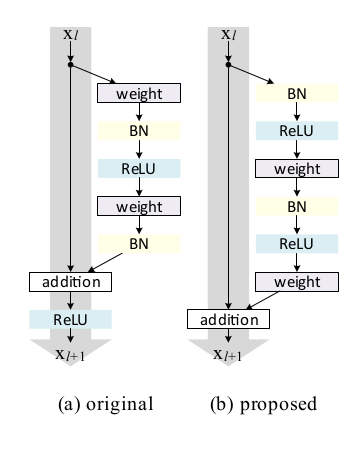 x_l
weight
BN
ReLU
weight
BN
addition
ReLU
x_{l+1}
(a) original
x_l
BN
ReLU
weight
BN
ReLU
weight
addition
x_{l+1}
(b) proposed